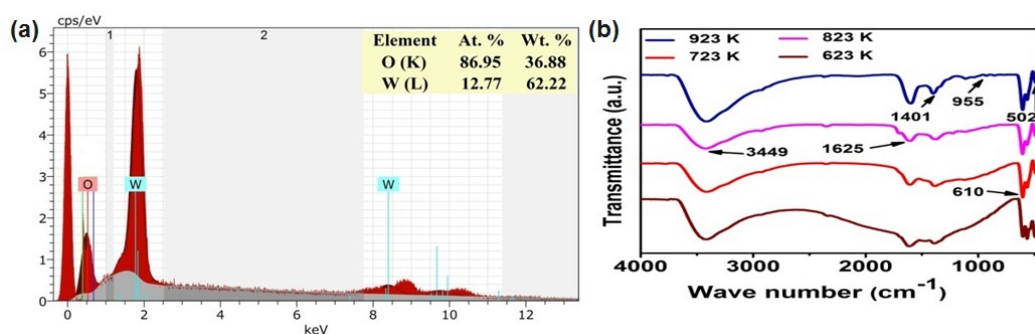 (a)
cps/eV
1
2
Element At. % Wt. %
O (K) 86.95 36.88
W (L) 12.77 62.22
6
5
4
3
2
1
0
O
W
W
0 2 4 6 8 10 12
keV
(b)
923 K
823 K
723 K
623 K
Transmittance (a.u.)
1401
955
502
3449
1625
610
4000 3000 2000 1000
Wave number (cm⁻¹)